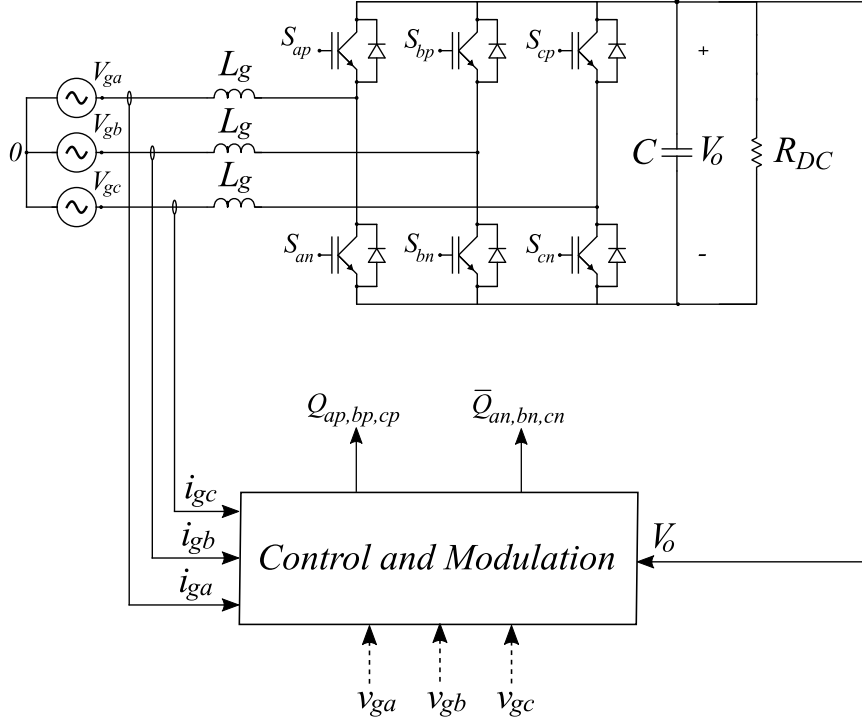 S_ap S_bp S_cp
V_ga L_g
V_gb L_g
0 V_gc L_g
+
C V_o R_DC
-
S_an S_bn S_cn
Q_ap,bp,cp Q̅_an,bn,cn
i_gc
i_gb
i_ga
Control and Modulation
V_o
v_ga v_gb v_gc